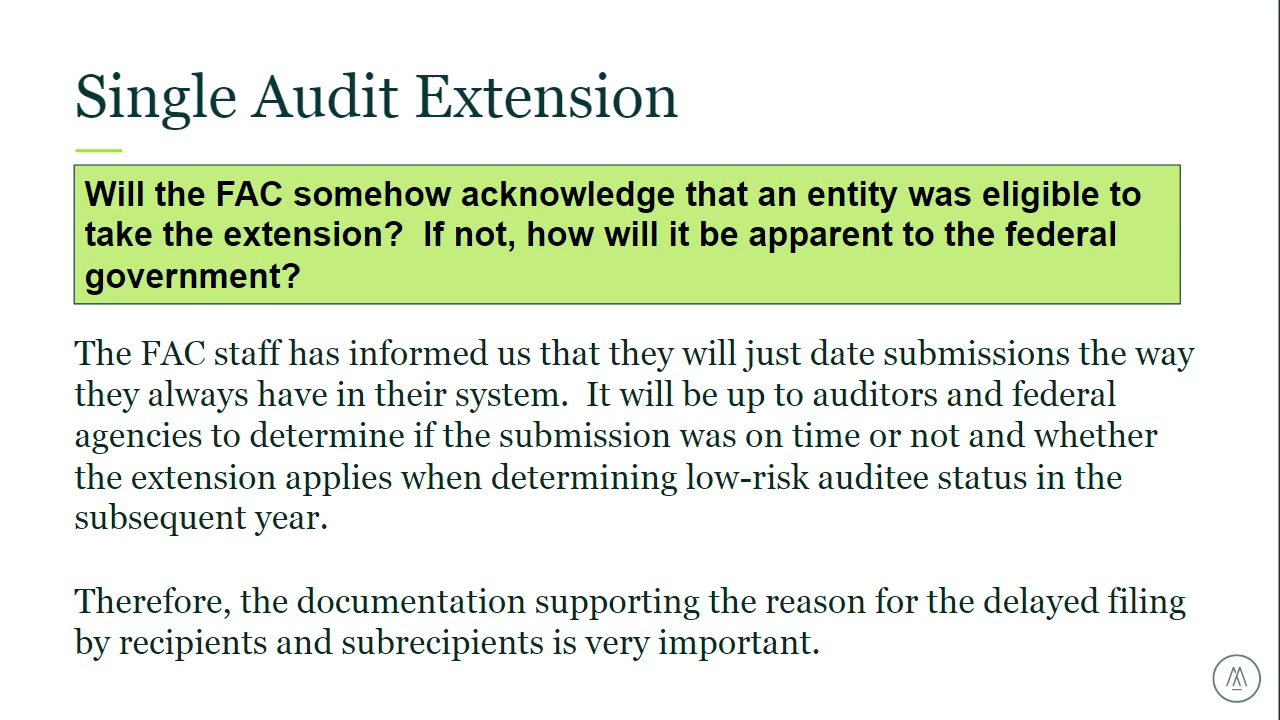 Single Audit Extension
Will the FAC somehow acknowledge that an entity was eligible to
take the extension?  If not, how will it be apparent to the federal
government?
The FAC staff has informed us that they will just date submissions the way
they always have in their system.  It will be up to auditors and federal
agencies to determine if the submission was on time or not and whether
the extension applies when determining low-risk auditee status in the
subsequent year.
Therefore, the documentation supporting the reason for the delayed filing
by recipients and subrecipients is very important.